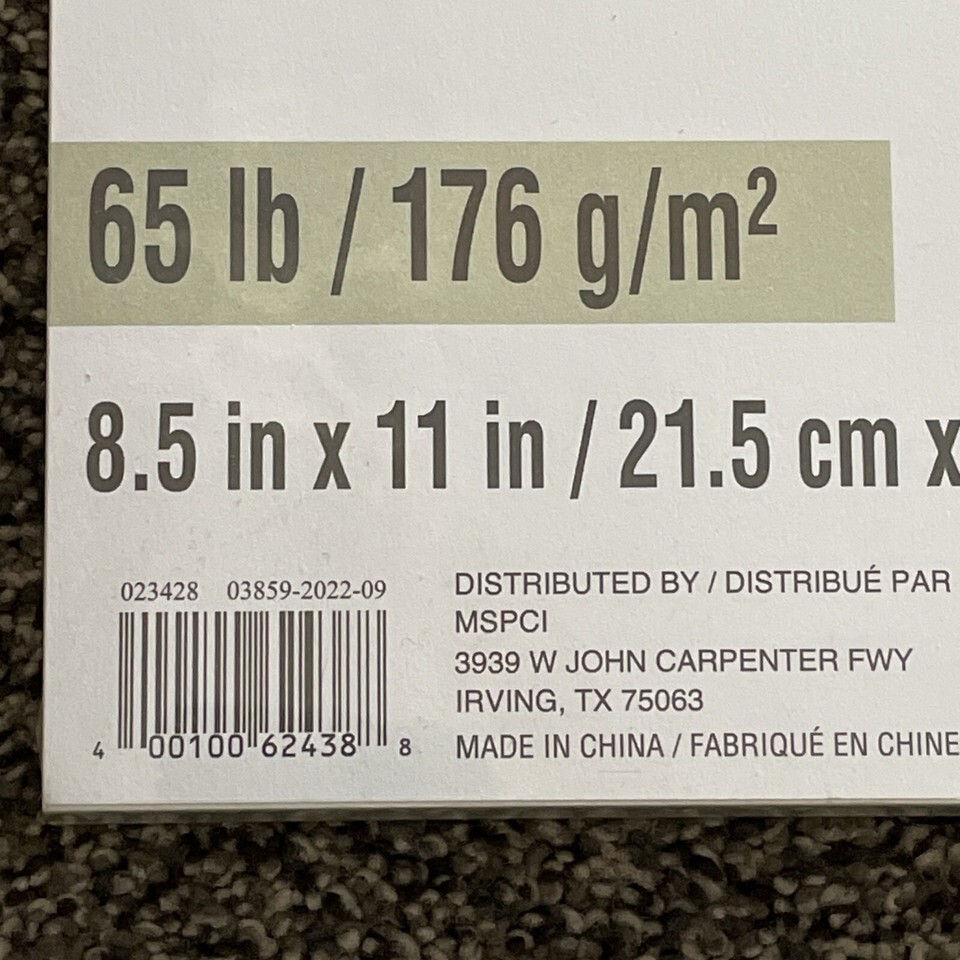 65 lb / 176 g/m²
8.5 in x 11 in / 21.5 cm x
023428 03859-2022-09
4 00100 62438 8
DISTRIBUTED BY / DISTRIBUÉ PAR
MSPCI
3939 W JOHN CARPENTER FWY
IRVING, TX 75063
MADE IN CHINA / FABRIQUÉ EN CHINE